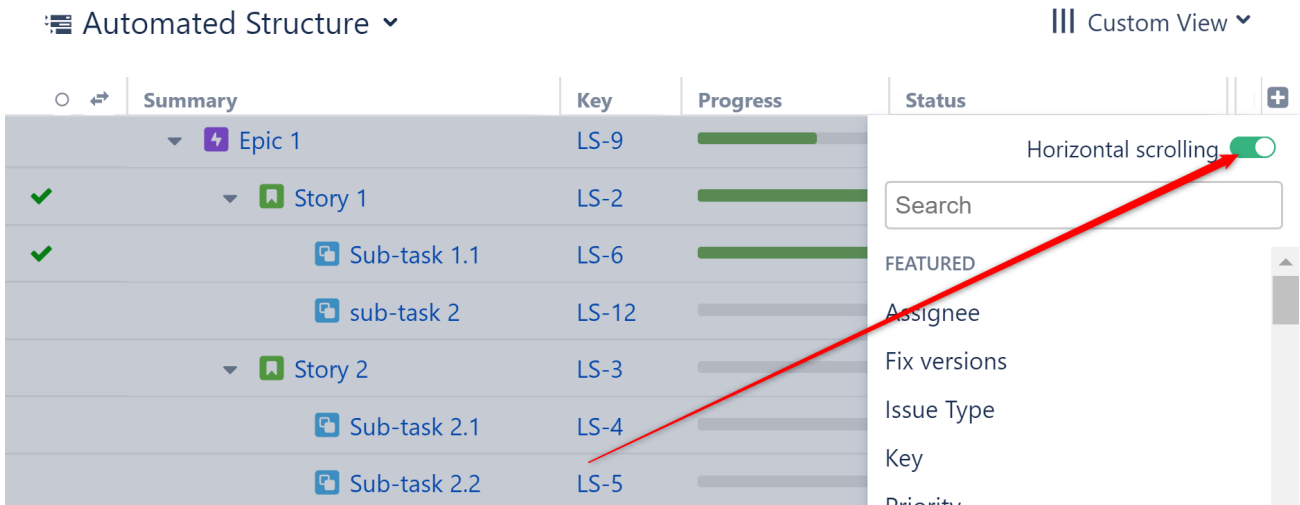 Automated Structure
Custom View
Summary Key Progress Status
Epic 1 LS-9
Horizontal scrolling
Story 1 LS-2
Search
Sub-task 1.1 LS-6
FEATURED
sub-task 2 LS-12
Assignee
Story 2 LS-3
Fix versions
Sub-task 2.1 LS-4
Issue Type
Key
Sub-task 2.2 LS-5
Priority